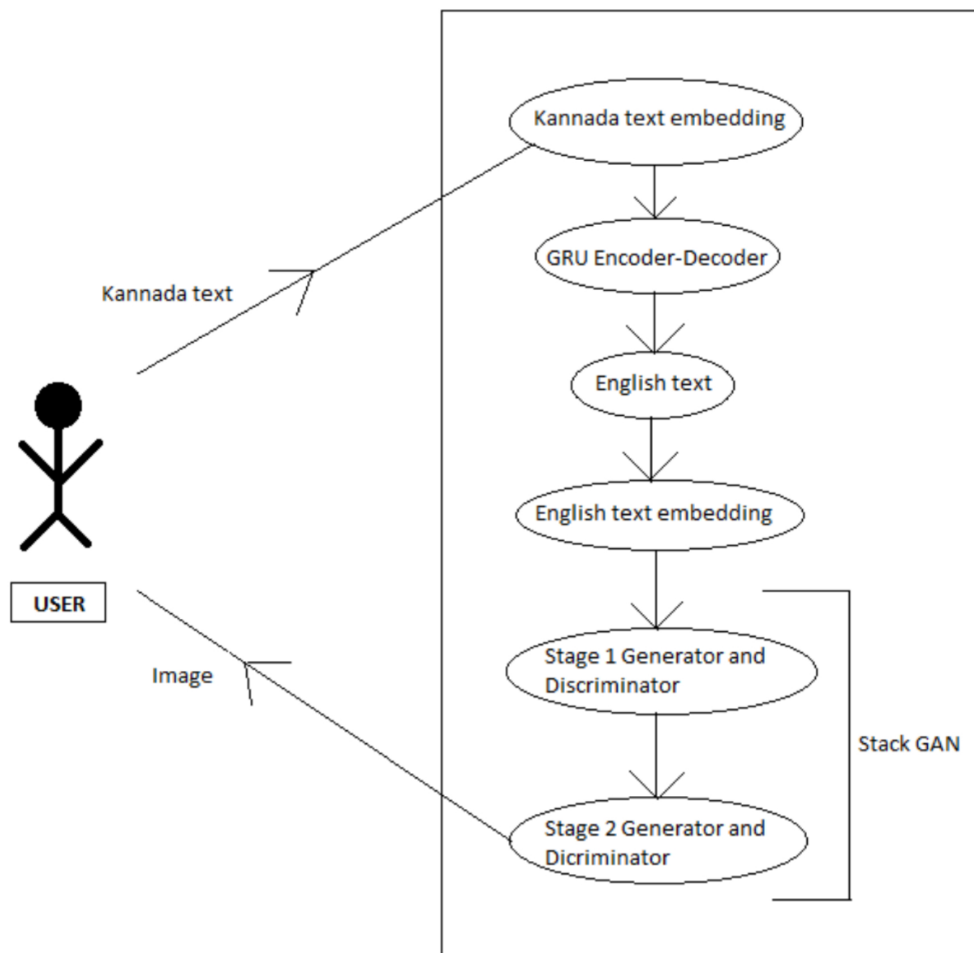 Kannada text embedding
GRU Encoder-Decoder
Kannada text
English text
English text embedding
USER
Stage 1 Generator and
Discriminator
Image
Stack GAN
Stage 2 Generator and
Dicriminator